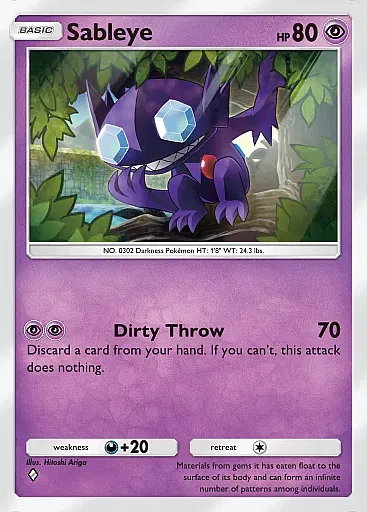 BASIC Sableye HP 80
NO. 0302 Darkness Pokémon HT: 1'8" WT: 24.3 lbs.
Dirty Throw 70
Discard a card from your hand. If you can't, this attack
does nothing.
weakness +20 retreat
Illus. Hitoshi Ariga
Materials from gems it has eaten float to the
surface of its body and can form an infinite
number of patterns among individuals.